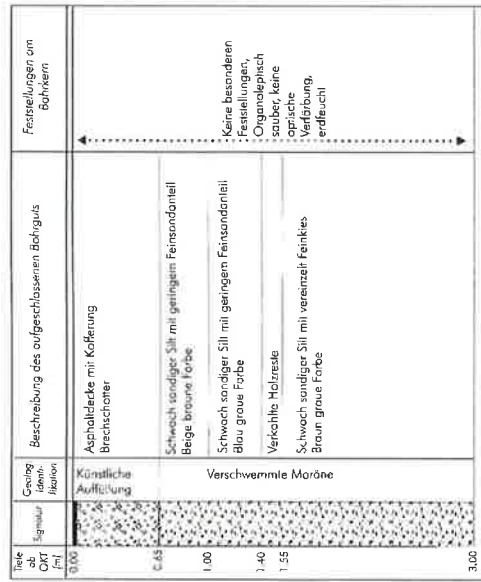 Tiefe
ab
OKT
[m]
Signatur
Geolog.
Identi-
fikation
Beschreibung des aufgeschlossenen Bohrguts
Feststellungen am
Bohrkern
0.00
Künstliche
Auffüllung
Asphaltdecke mit Kofferung
Brechschotter
0.65
Schwach sandiger Silt mit geringem Feinsandanteil
Beige braune Farbe
1.00
Verschwemmte Moräne
Schwach sandiger Silt mit geringem Feinsandanteil
Blau graue Farbe
1.40
Verkohlte Holzreste
1.55
Schwach sandiger Silt mit vereinzelt Feinkies
Braun graue Farbe
3.00
Keine besonderen
Feststellungen,
Organoleptisch
sauber, keine
optische
Verfärbung,
erdfeucht